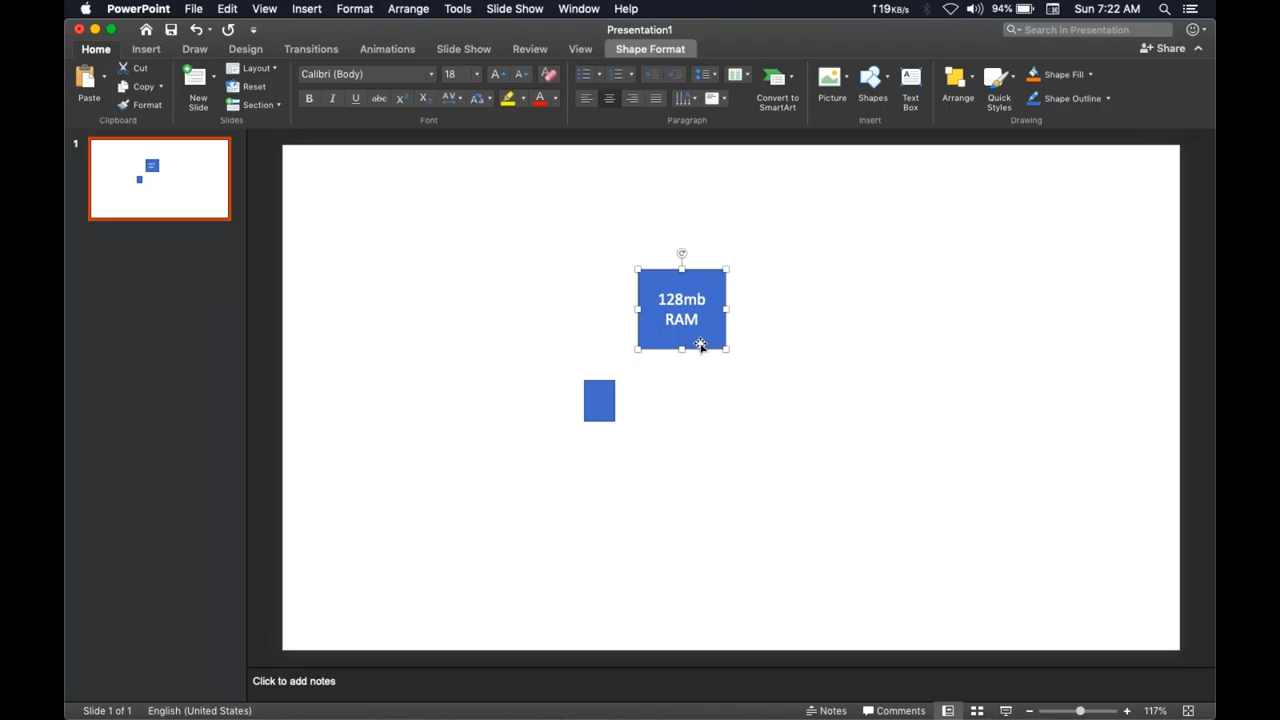 PowerPoint File Edit View Insert Format Arrange Tools Slide Show Window Help ↑19KB/s 94% Sun 7:22 AM
Presentation1
Search in Presentation
Home Insert Draw Design Transitions Animations Slide Show Review View Shape Format Share
Paste Cut Copy Format
Clipboard
New Slide Layout Reset Section
Slides
Calibri (Body) 18
B I U abc X² X₂ AV Aa A
Font
Convert to SmartArt
Paragraph
Picture Shapes Text Box
Insert
Arrange Quick Styles Shape Fill Shape Outline
Drawing
1
128mb
RAM
Click to add notes
Slide 1 of 1 English (United States) Notes Comments 117%